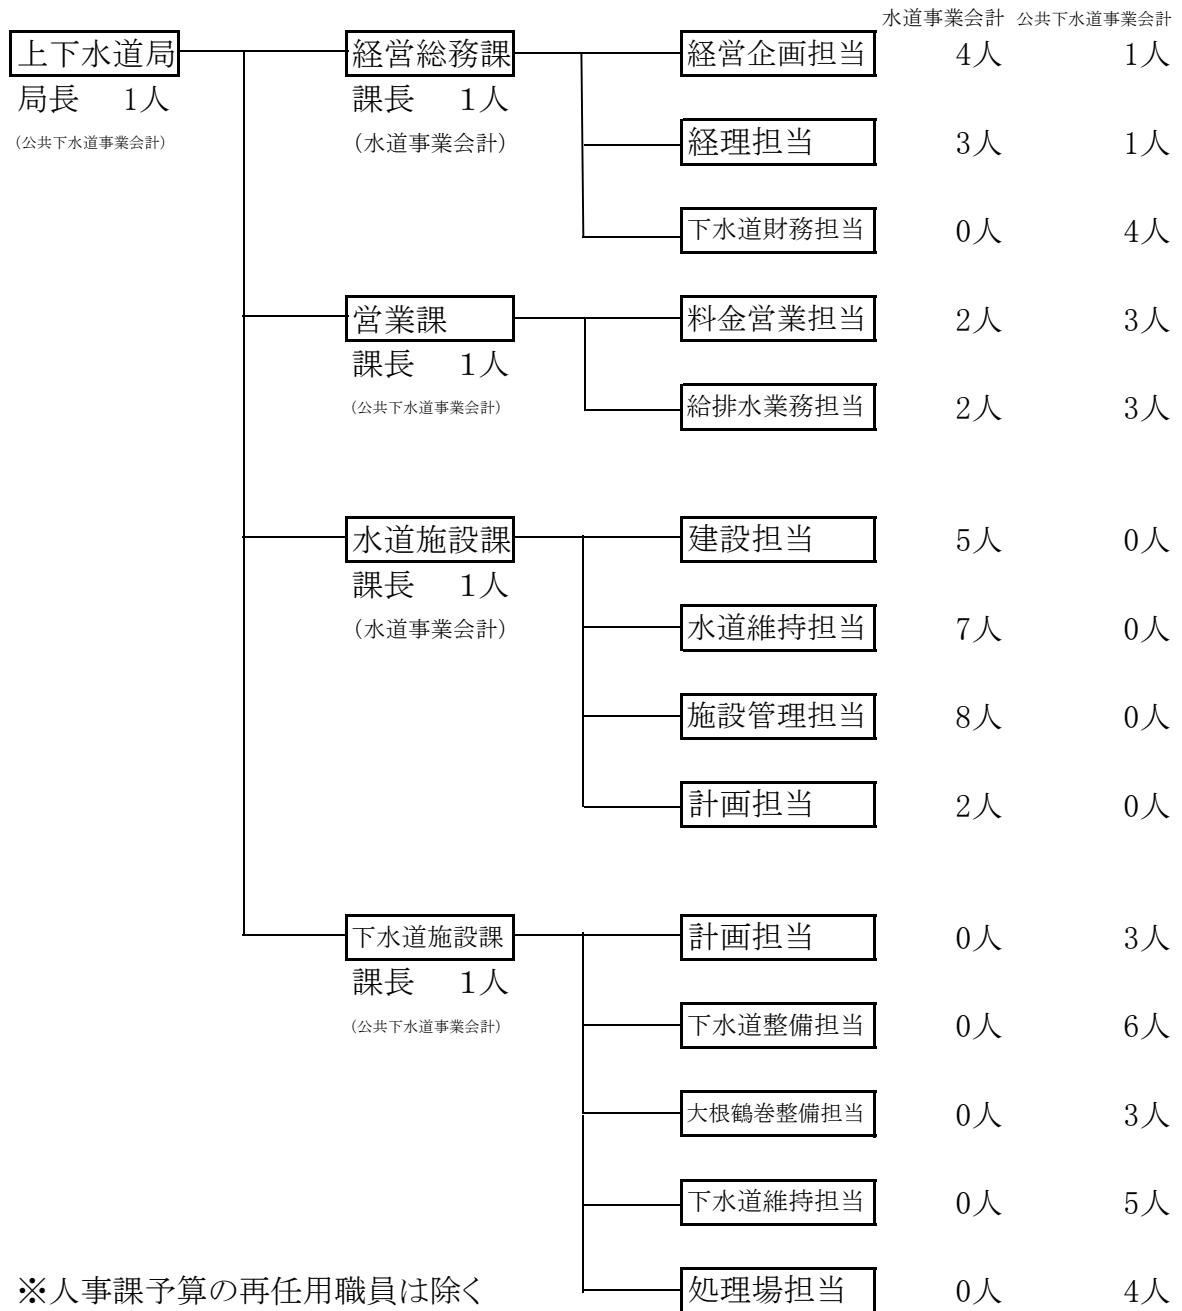 水道事業会計 公共下水道事業会計
上下水道局 経営総務課 経営企画担当 4人 1人
局長 1人 課長 1人
(公共下水道事業会計) (水道事業会計) 経理担当 3人 1人
下水道財務担当 0人 4人
営業課 料金営業担当 2人 3人
課長 1人
(公共下水道事業会計) 給排水業務担当 2人 3人
水道施設課 建設担当 5人 0人
課長 1人
(水道事業会計) 水道維持担当 7人 0人
施設管理担当 8人 0人
計画担当 2人 0人
下水道施設課 計画担当 0人 3人
課長 1人
(公共下水道事業会計) 下水道整備担当 0人 6人
大根鶴巻整備担当 0人 3人
下水道維持担当 0人 5人
※人事課予算の再任用職員は除く 処理場担当 0人 4人